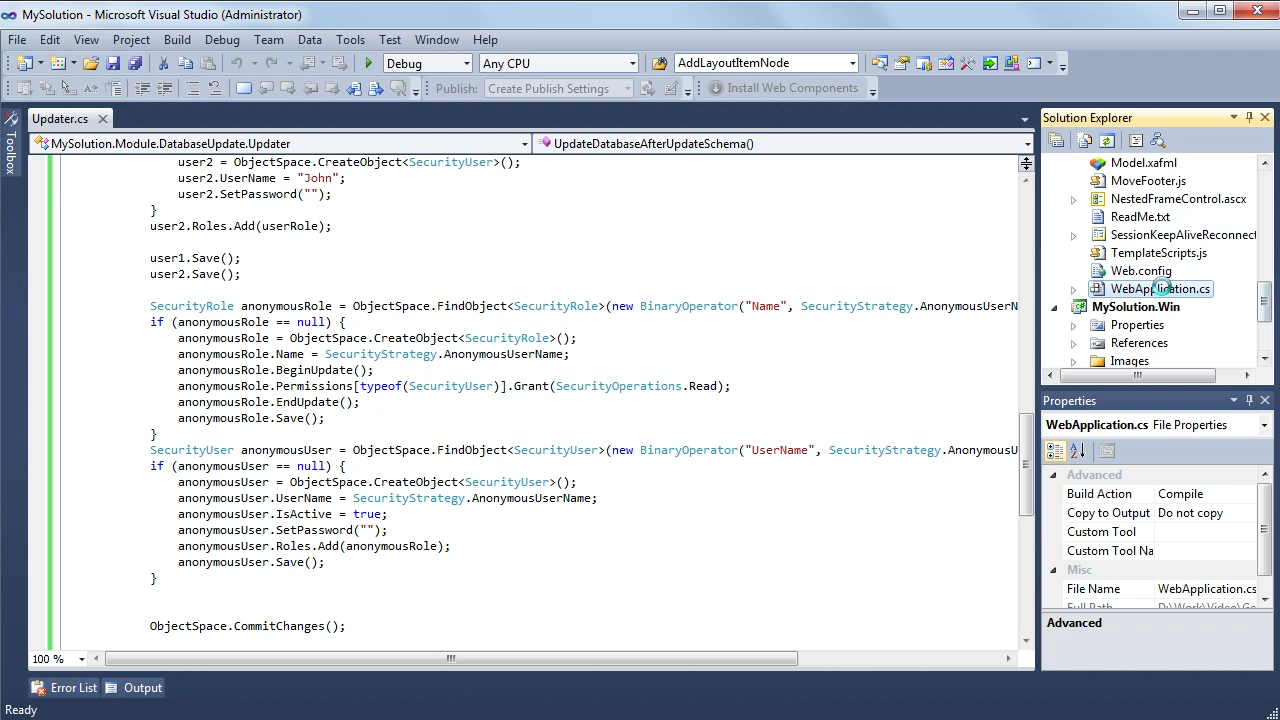 MySolution - Microsoft Visual Studio (Administrator)
File Edit View Project Build Debug Team Data Tools Test Window Help
Debug Any CPU AddLayoutItemNode
Publish: Create Publish Settings Install Web Components
Toolbox
Updater.cs
MySolution.Module.DatabaseUpdate.Updater UpdateDatabaseAfterUpdateSchema()
user2 = ObjectSpace.CreateObject<SecurityUser>();
user2.UserName = "John";
user2.SetPassword("");
}
user2.Roles.Add(userRole);
user1.Save();
user2.Save();
SecurityRole anonymousRole = ObjectSpace.FindObject<SecurityRole>(new BinaryOperator("Name", SecurityStrategy.AnonymousUserN
if (anonymousRole == null) {
anonymousRole = ObjectSpace.CreateObject<SecurityRole>();
anonymousRole.Name = SecurityStrategy.AnonymousUserName;
anonymousRole.BeginUpdate();
anonymousRole.Permissions[typeof(SecurityUser)].Grant(SecurityOperations.Read);
anonymousRole.EndUpdate();
anonymousRole.Save();
}
SecurityUser anonymousUser = ObjectSpace.FindObject<SecurityUser>(new BinaryOperator("UserName", SecurityStrategy.AnonymousU
if (anonymousUser == null) {
anonymousUser = ObjectSpace.CreateObject<SecurityUser>();
anonymousUser.UserName = SecurityStrategy.AnonymousUserName;
anonymousUser.IsActive = true;
anonymousUser.SetPassword("");
anonymousUser.Roles.Add(anonymousRole);
anonymousUser.Save();
}
ObjectSpace.CommitChanges();
100 %
Solution Explorer
Model.xafml
MoveFooter.js
NestedFrameControl.ascx
ReadMe.txt
SessionKeepAliveReconnect
TemplateScripts.js
Web.config
WebApplication.cs
MySolution.Win
Properties
References
Images
Properties
WebApplication.cs File Properties
Advanced
Build Action Compile
Copy to Output Do not copy
Custom Tool
Custom Tool Na
Misc
File Name WebApplication.cs
Advanced
Error List Output
Ready